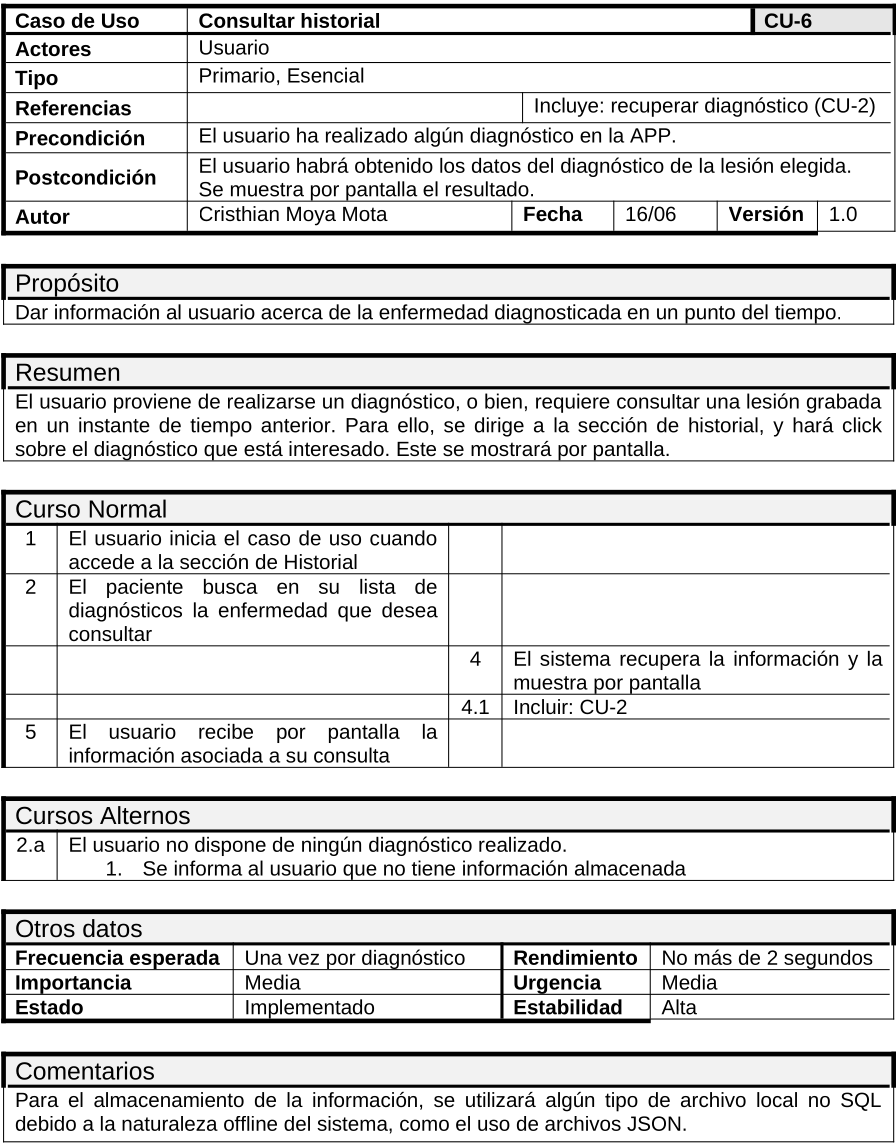 Caso de Uso Consultar historial CU-6
Actores Usuario
Tipo Primario, Esencial
Referencias Incluye: recuperar diagnóstico (CU-2)
Precondición El usuario ha realizado algún diagnóstico en la APP.
Postcondición El usuario habrá obtenido los datos del diagnóstico de la lesión elegida.
Se muestra por pantalla el resultado.
Autor Cristhian Moya Mota Fecha 16/06 Versión 1.0
Propósito
Dar información al usuario acerca de la enfermedad diagnosticada en un punto del tiempo.
Resumen
El usuario proviene de realizarse un diagnóstico, o bien, requiere consultar una lesión grabada
en un instante de tiempo anterior. Para ello, se dirige a la sección de historial, y hará click
sobre el diagnóstico que está interesado. Este se mostrará por pantalla.
Curso Normal
1 El usuario inicia el caso de uso cuando
accede a la sección de Historial
2 El paciente busca en su lista de
diagnósticos la enfermedad que desea
consultar
4 El sistema recupera la información y la
muestra por pantalla
4.1 Incluir: CU-2
5 El usuario recibe por pantalla la
información asociada a su consulta
Cursos Alternos
2.a El usuario no dispone de ningún diagnóstico realizado.
1. Se informa al usuario que no tiene información almacenada
Otros datos
Frecuencia esperada Una vez por diagnóstico Rendimiento No más de 2 segundos
Importancia Media Urgencia Media
Estado Implementado Estabilidad Alta
Comentarios
Para el almacenamiento de la información, se utilizará algún tipo de archivo local no SQL
debido a la naturaleza offline del sistema, como el uso de archivos JSON.